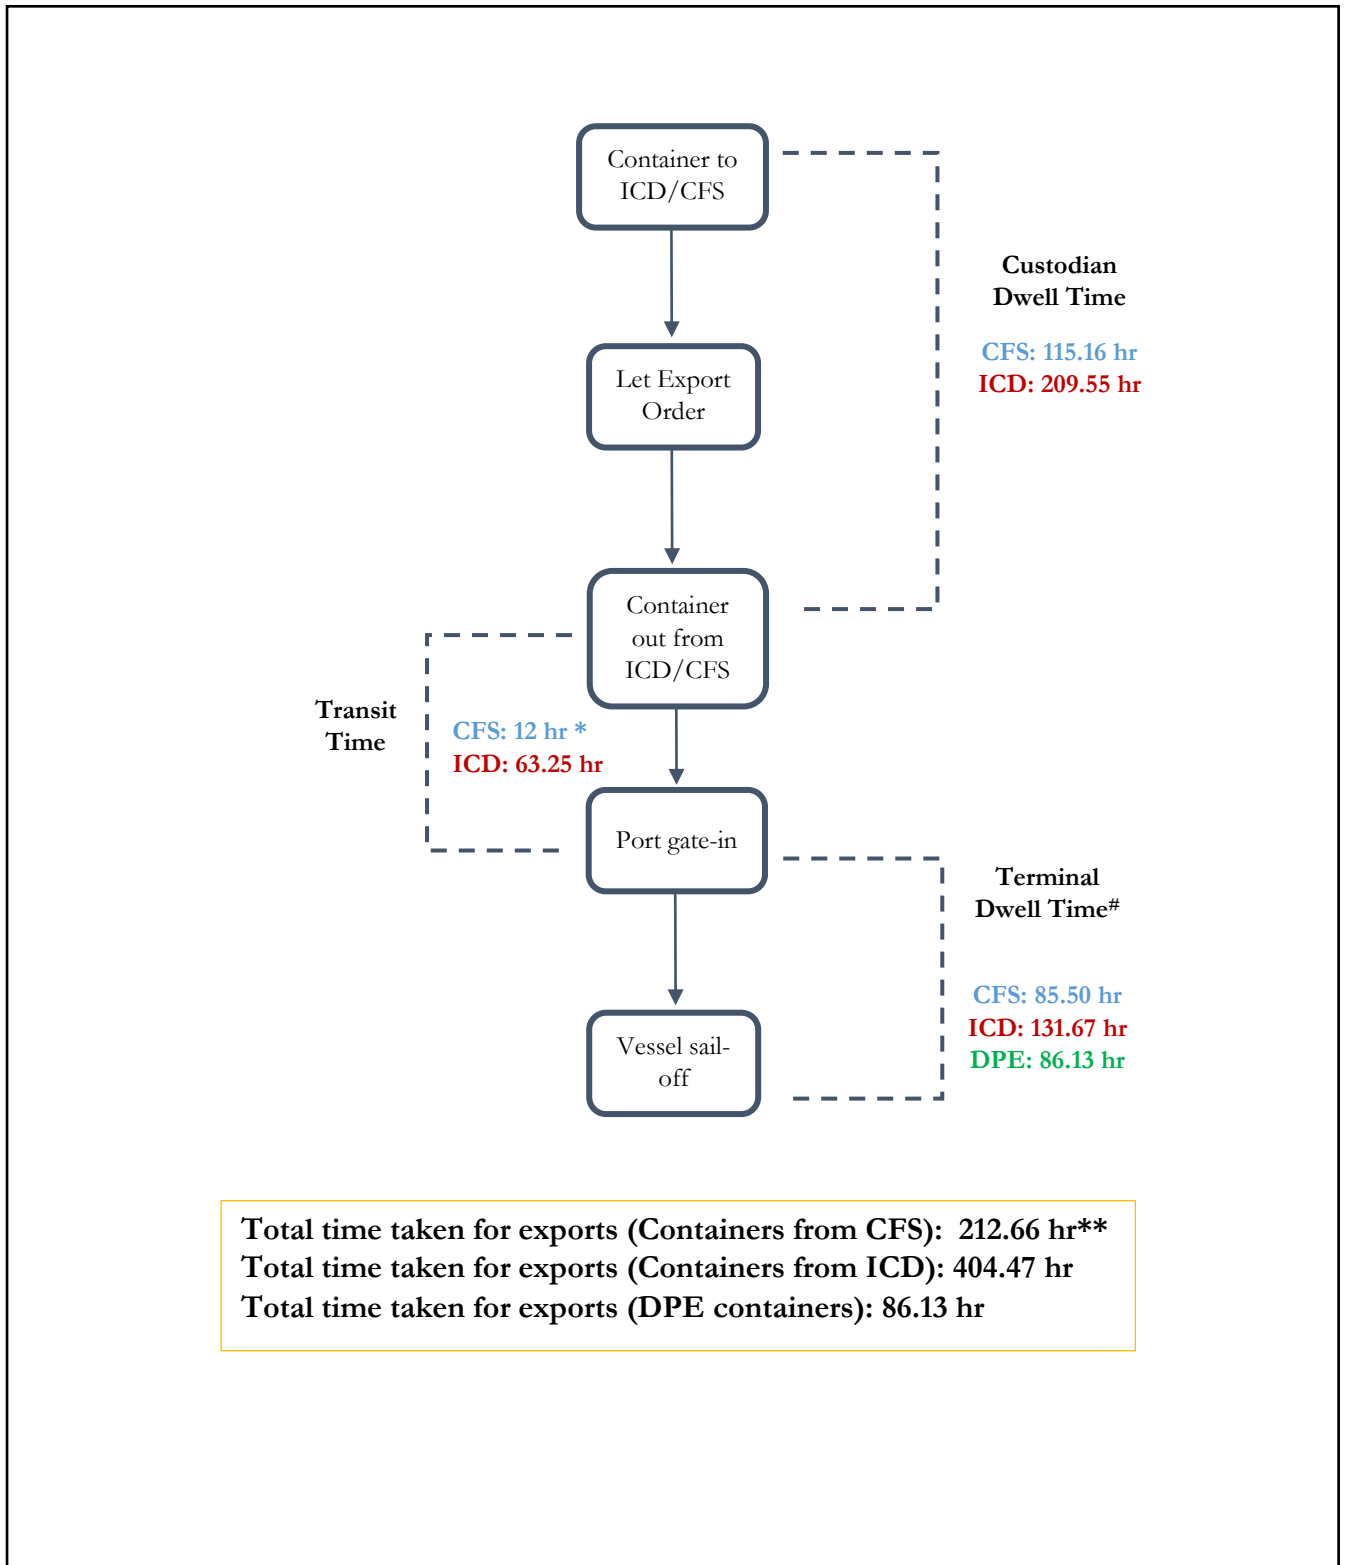 Container to
ICD/CFS
Custodian
Dwell Time
CFS: 115.16 hr
ICD: 209.55 hr
Let Export
Order
Container
out from
ICD/CFS
Transit
Time
CFS: 12 hr *
ICD: 63.25 hr
Port gate-in
Terminal
Dwell Time#
CFS: 85.50 hr
ICD: 131.67 hr
DPE: 86.13 hr
Vessel sail-
off
Total time taken for exports (Containers from CFS): 212.66 hr**
Total time taken for exports (Containers from ICD): 404.47 hr
Total time taken for exports (DPE containers): 86.13 hr